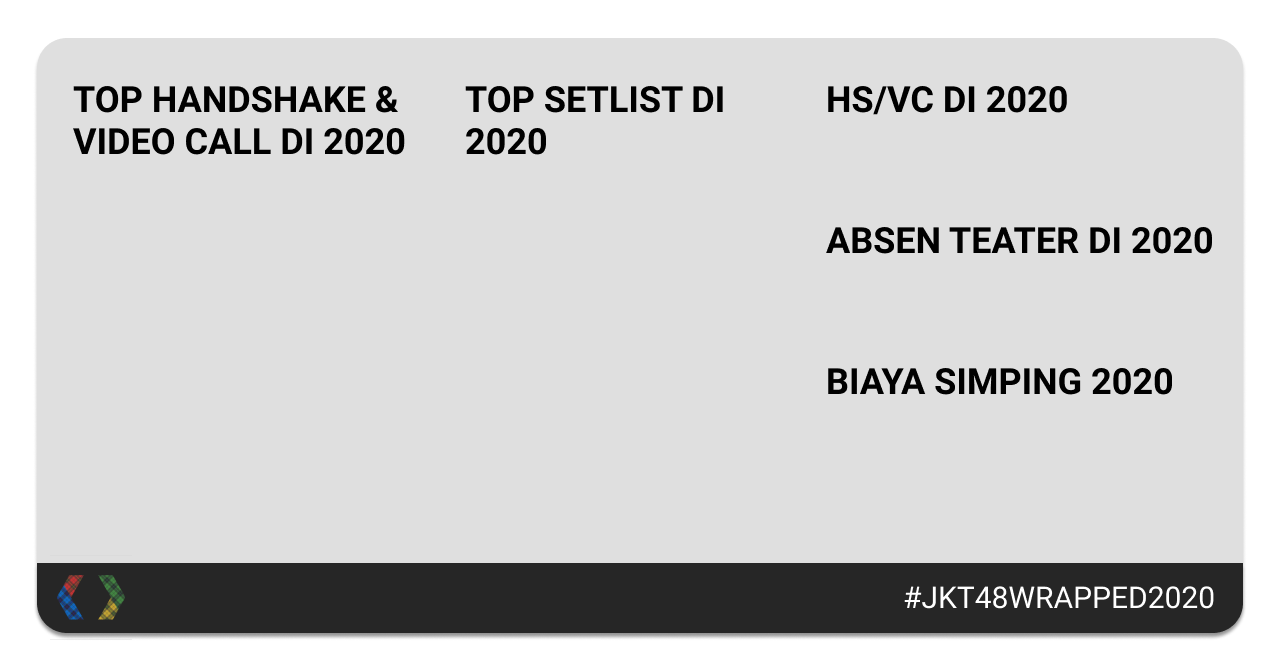 TOP HANDSHAKE &
VIDEO CALL DI 2020
TOP SETLIST DI
2020
HS/VC DI 2020
ABSEN TEATER DI 2020
BIAYA SIMPING 2020
#JKT48WRAPPED2020